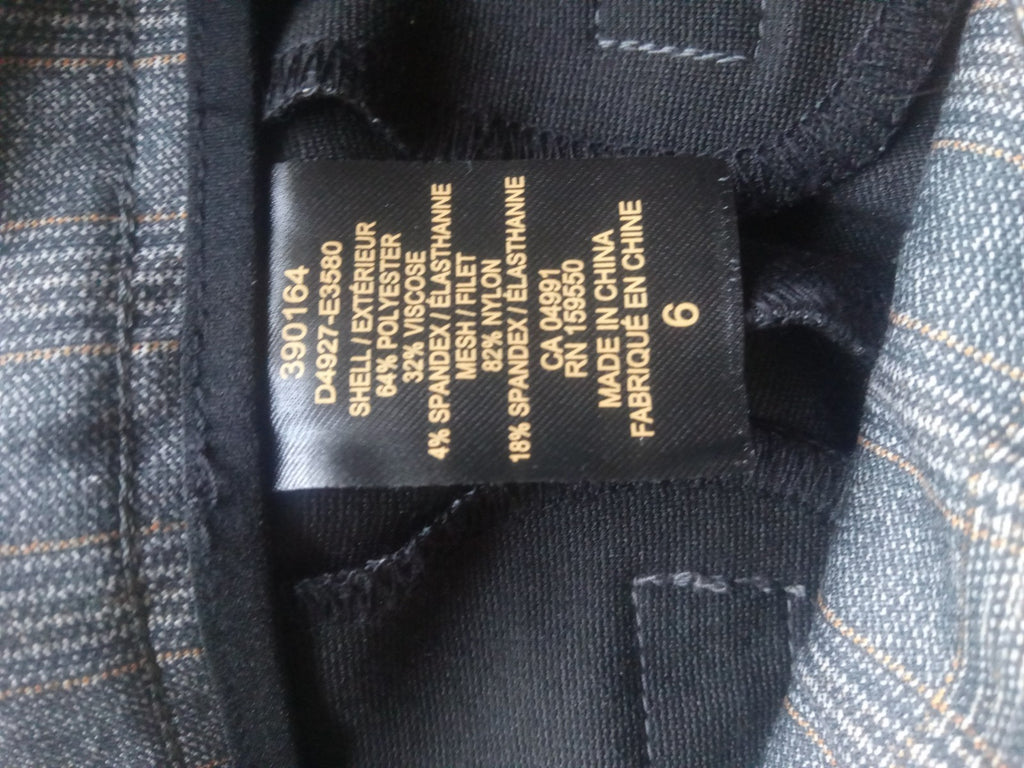 390164
D4927-E3580
SHELL / EXTÉRIEUR
64% POLYESTER
32% VISCOSE
4% SPANDEX / ÉLASTHANNE
MESH / FILET
82% NYLON
18% SPANDEX / ÉLASTHANNE
CA 04991
RN 159550
MADE IN CHINA
FABRIQUÉ EN CHINE
6